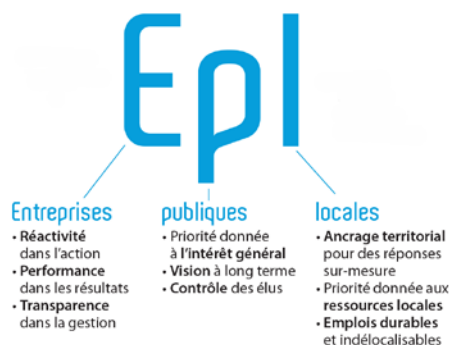 Epl
Entreprises
• Réactivité
dans l'action
• Performance
dans les résultats
• Transparence
dans la gestion
publiques
• Priorité donnée
à l'intérêt général
• Vision à long terme
• Contrôle des élus
locales
• Ancrage territorial
pour des réponses
sur-mesure
• Priorité donnée aux
ressources locales
• Emplois durables
et indélocalisables